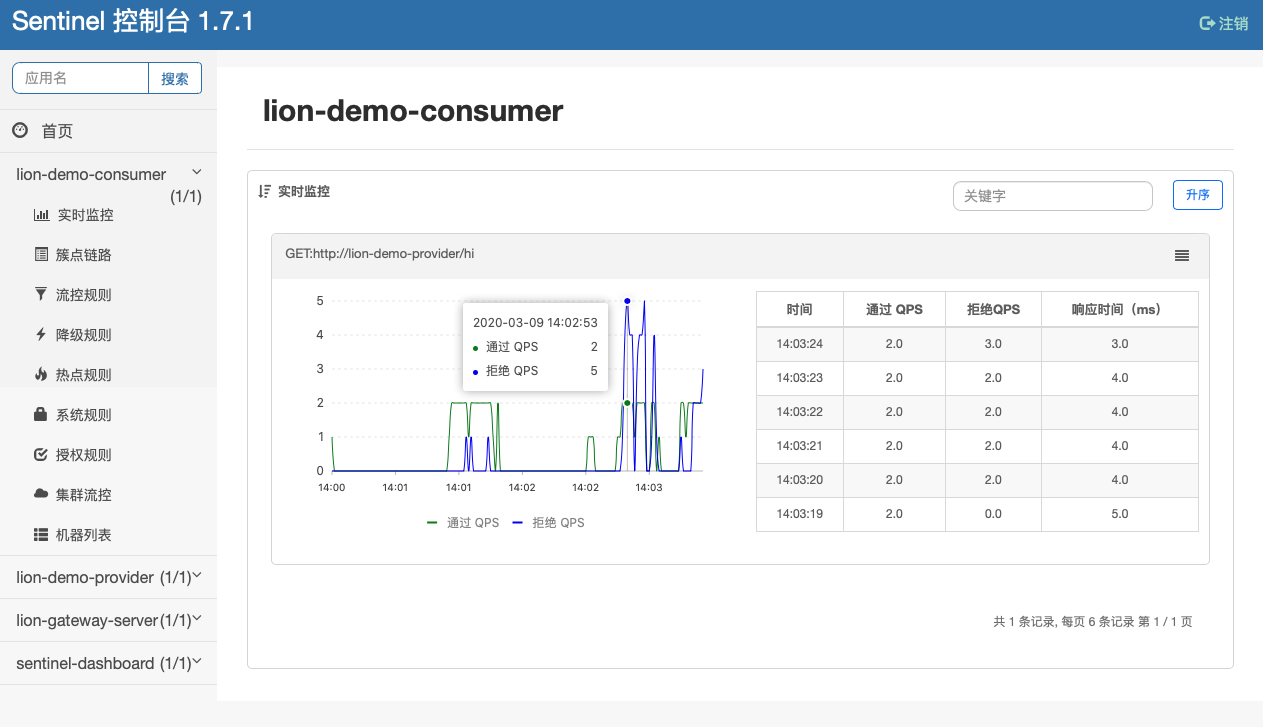 Sentinel 控制台 1.7.1
注销
应用名
搜索
首页
lion-demo-consumer
(1/1)
实时监控
簇点链路
流控规则
降级规则
热点规则
系统规则
授权规则
集群流控
机器列表
lion-demo-provider (1/1)
lion-gateway-server (1/1)
sentinel-dashboard (1/1)
lion-demo-consumer
实时监控
关键字
升序
GET:http://lion-demo-provider/hi
5
4
3
2
1
0
14:00 14:01 14:01 14:02 14:02 14:03
2020-03-09 14:02:53
通过 QPS 2
拒绝 QPS 5
通过 QPS 拒绝 QPS
时间 通过 QPS 拒绝QPS 响应时间（ms）
14:03:24 2.0 3.0 3.0
14:03:23 2.0 2.0 4.0
14:03:22 2.0 2.0 4.0
14:03:21 2.0 2.0 4.0
14:03:20 2.0 2.0 4.0
14:03:19 2.0 0.0 5.0
共 1 条记录, 每页 6 条记录 第 1 / 1 页